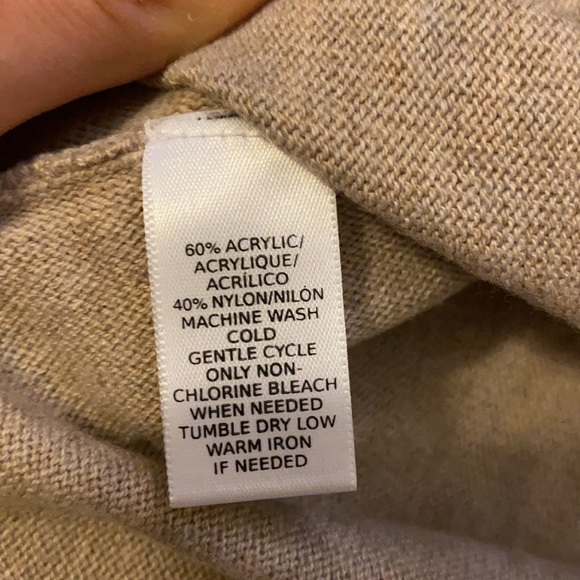 60% ACRYLIC/
ACRYLIQUE/
ACRÍLICO
40% NYLON/NILÒN
MACHINE WASH
COLD
GENTLE CYCLE
ONLY NON-
CHLORINE BLEACH
WHEN NEEDED
TUMBLE DRY LOW
WARM IRON
IF NEEDED